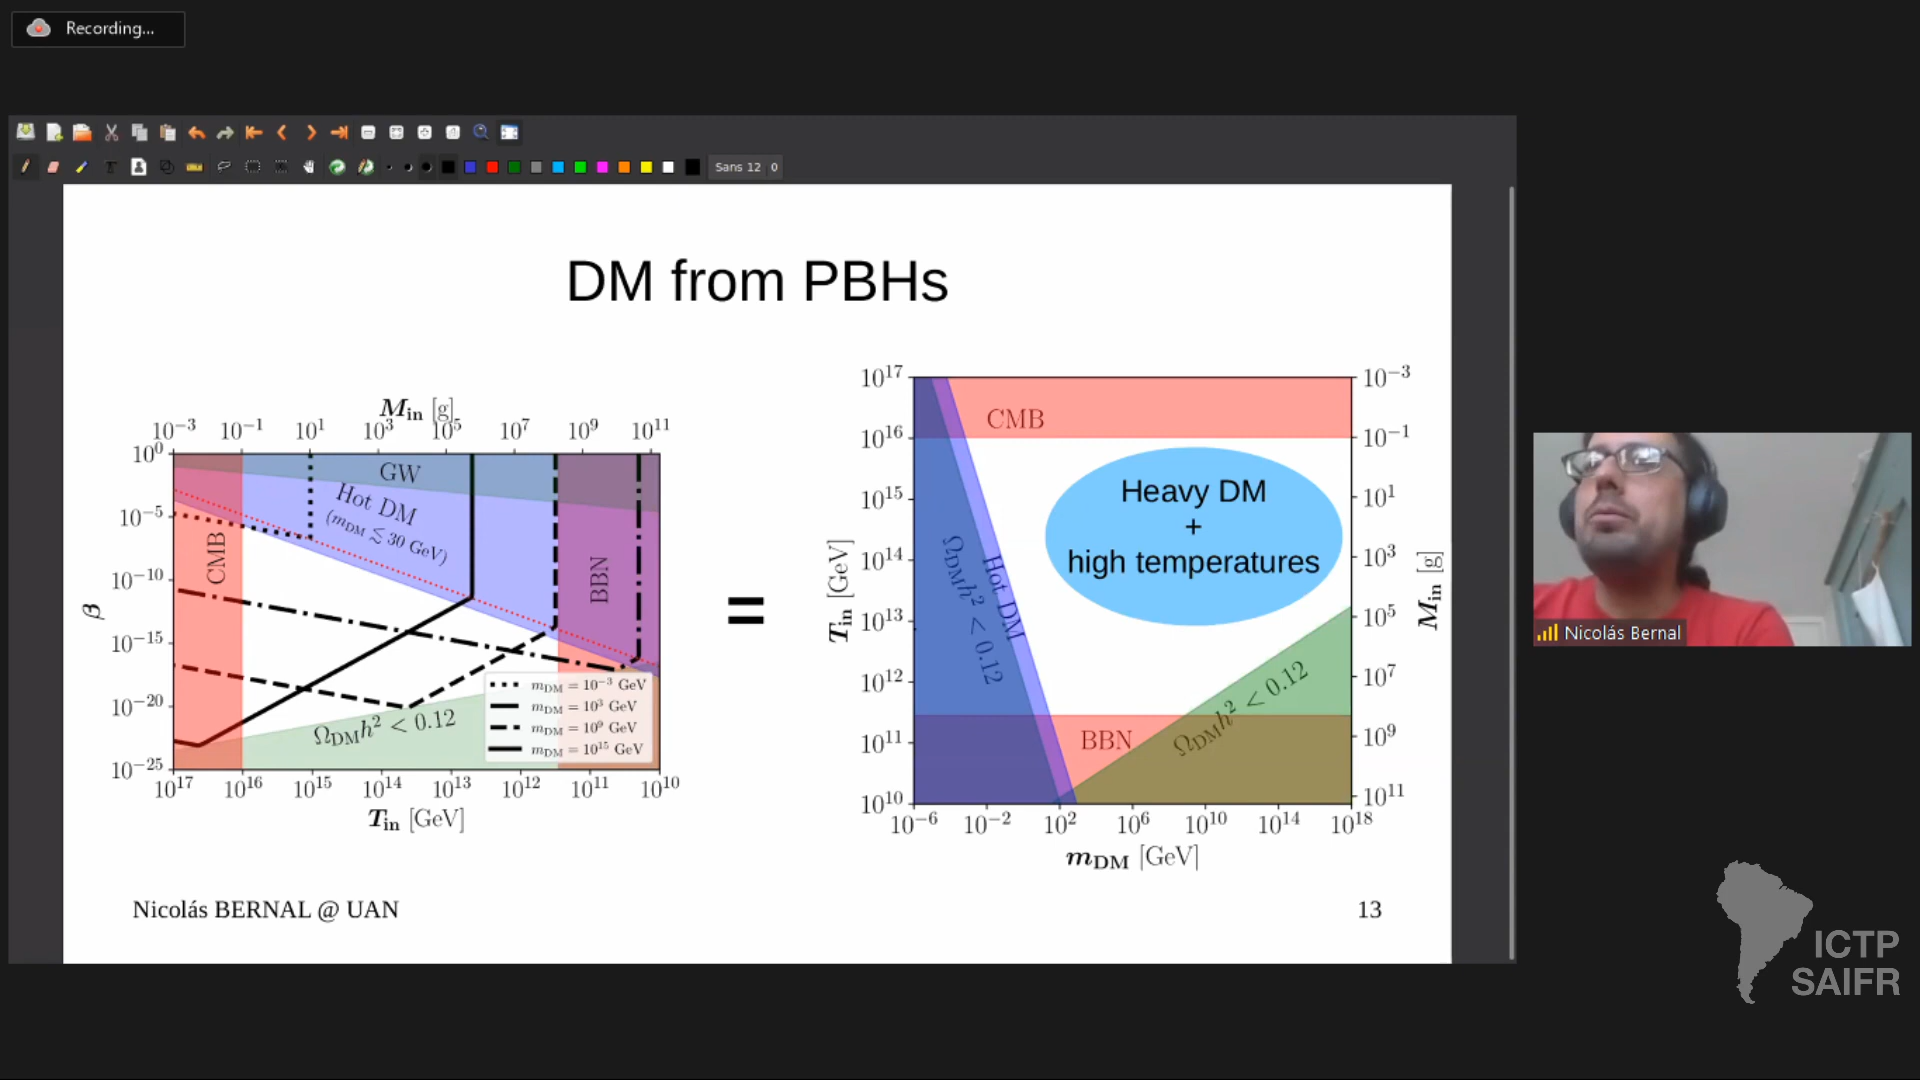 Recording...
Sans 12 0
DM from PBHs
M_in [g]
10^-3 10^-1 10^1 10^3 10^5 10^7 10^9 10^11
10^0
10^-5
10^-10
10^-15
10^-20
10^-25
β
GW
Hot DM
(m_DM ≲ 30 GeV)
CMB
BBN
Ω_DM h^2 < 0.12
m_DM = 10^-3 GeV
m_DM = 10^3 GeV
m_DM = 10^9 GeV
m_DM = 10^15 GeV
10^17 10^16 10^15 10^14 10^13 10^12 10^11 10^10
T_in [GeV]
=
10^17
10^16
10^15
10^14
10^13
10^12
10^11
10^10
T_in [GeV]
CMB
Heavy DM
+
high temperatures
Hot DM
Ω_DM h^2 < 0.12
Ω_DM h^2 < 0.12
BBN
10^-3
10^-1
10^1
10^3
10^5
10^7
10^9
10^11
M_in [g]
10^-6 10^-2 10^2 10^6 10^10 10^14 10^18
m_DM [GeV]
Nicolás BERNAL @ UAN
13
Nicolás Bernal
ICTP
SAIFR